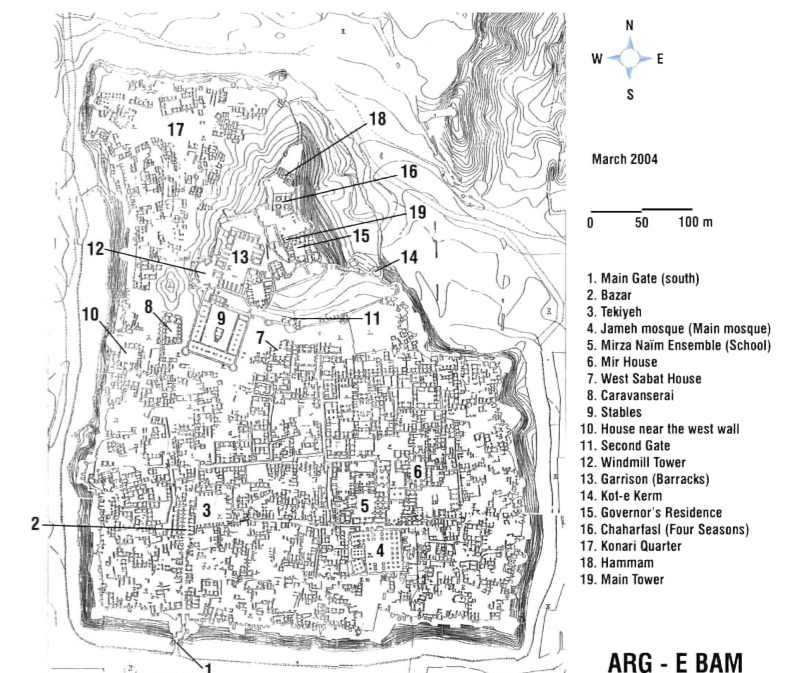 N
W E
S
17
18
March 2004
16
19
0 50 100 m
15
12
13
14
1. Main Gate (south)
2. Bazar
3. Tekiyeh
8
9
10
11
4. Jameh mosque (Main mosque)
7
5. Mirza Naïm Ensemble (School)
6. Mir House
7. West Sabat House
8. Caravanserai
9. Stables
10. House near the west wall
11. Second Gate
12. Windmill Tower
13. Garrison (Barracks)
14. Kot-e Kerm
6
15. Governor's Residence
5
16. Chaharfasl (Four Seasons)
3
17. Konari Quarter
2
18. Hammam
4
19. Main Tower
1
ARG - E BAM